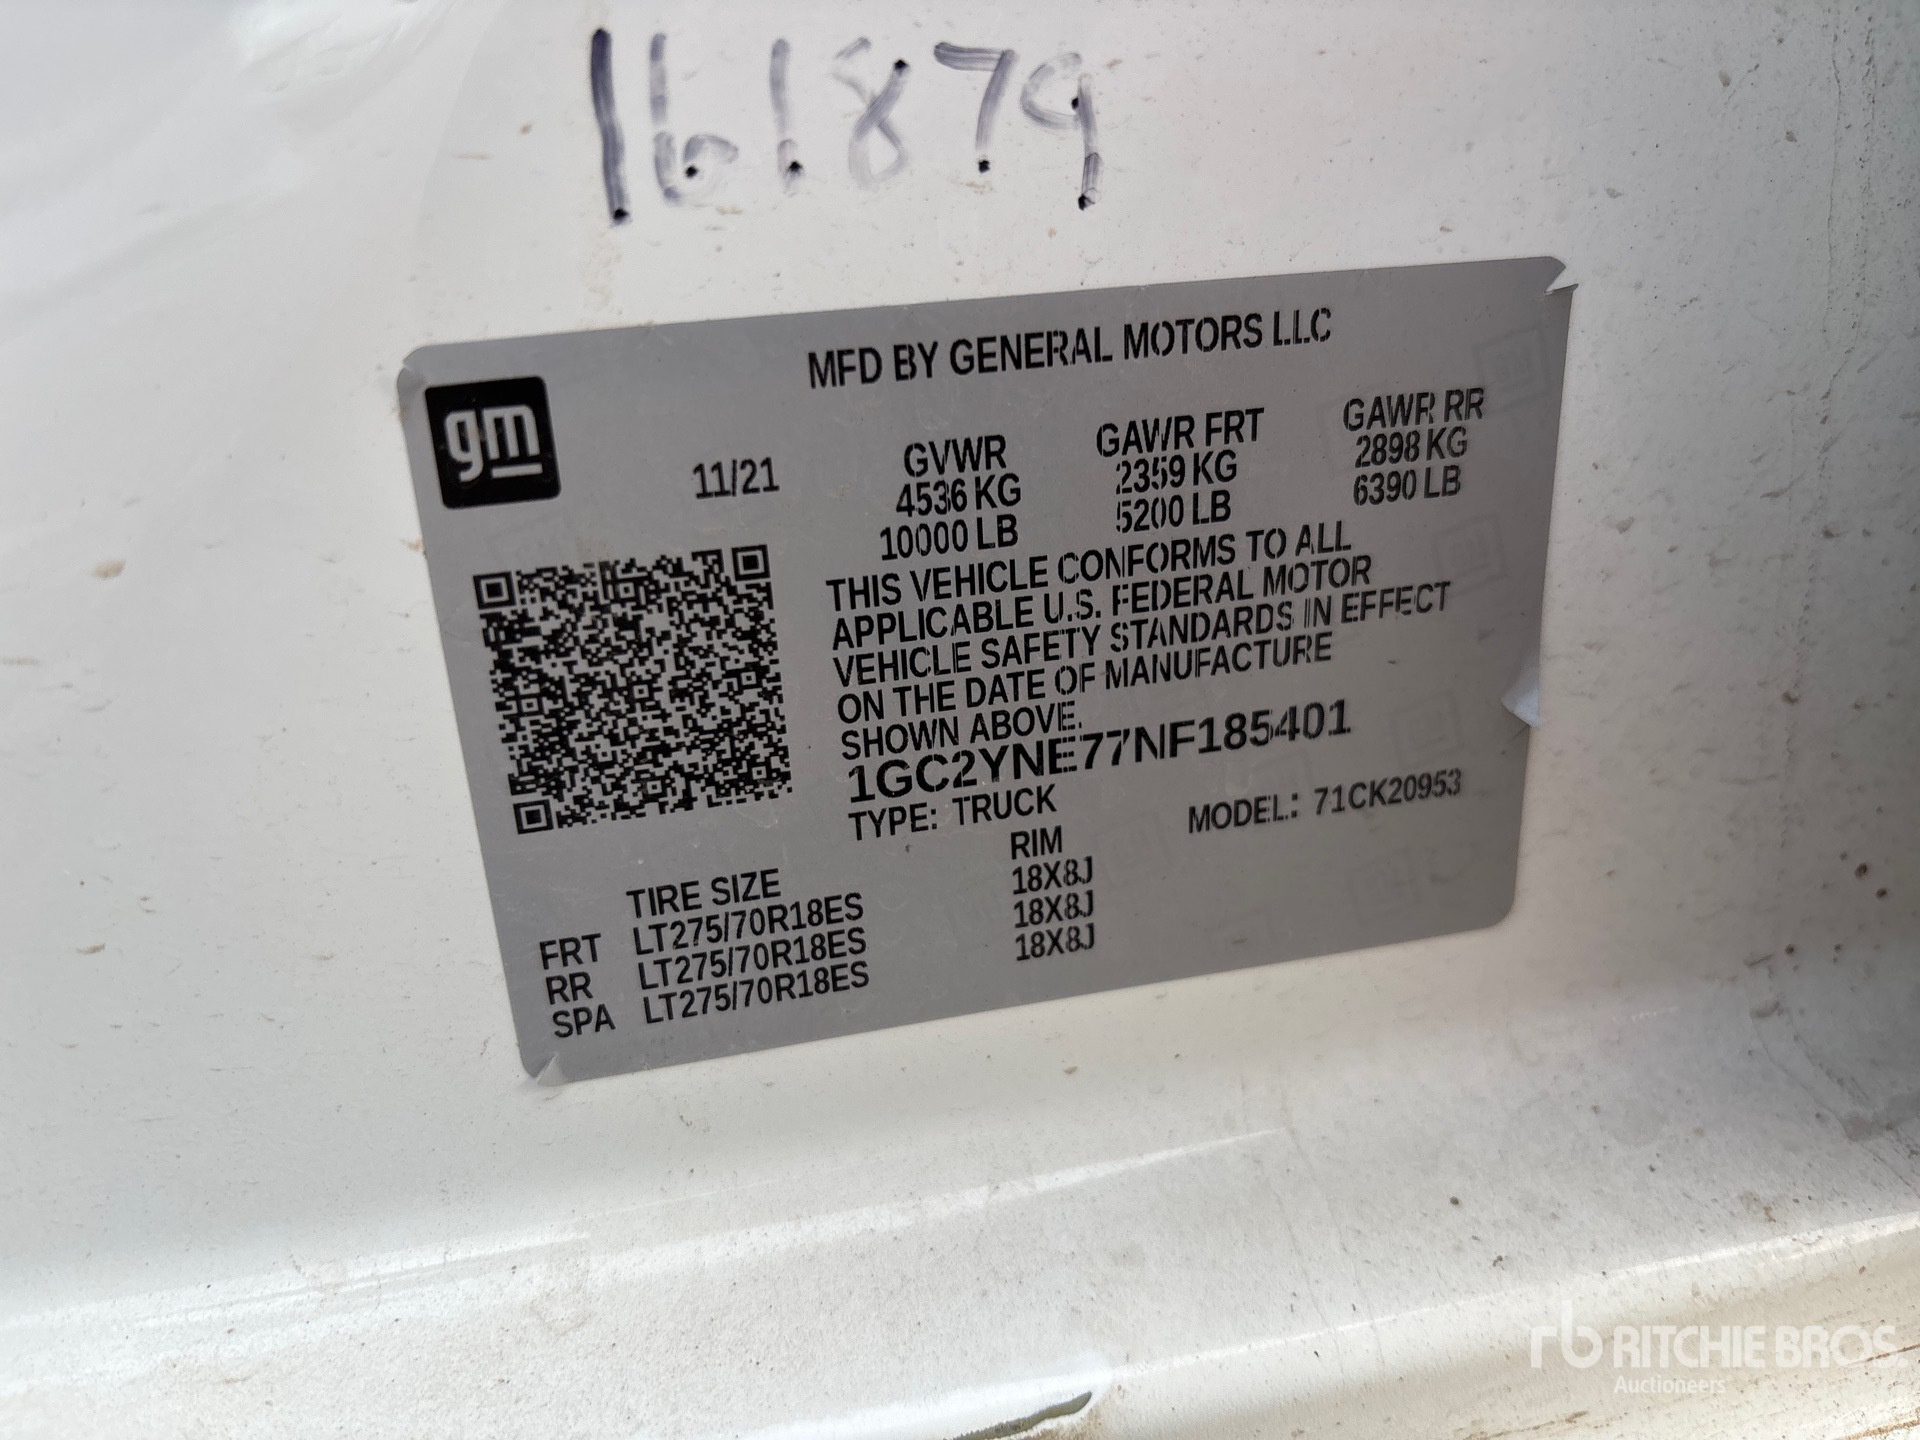 161879
MFD BY GENERAL MOTORS LLC
gm
11/21
GVWR
4536 KG
10000 LB
GAWR FRT
2359 KG
5200 LB
GAWR RR
2898 KG
6390 LB
THIS VEHICLE CONFORMS TO ALL
APPLICABLE U.S. FEDERAL MOTOR
VEHICLE SAFETY STANDARDS IN EFFECT
ON THE DATE OF MANUFACTURE
SHOWN ABOVE.
1GC2YNE77NF185401
TYPE: TRUCK
MODEL: 71CK20953
TIRE SIZE RIM
FRT LT275/70R18ES 18X8J
RR LT275/70R18ES 18X8J
SPA LT275/70R18ES 18X8J
rb RITCHIE BROS.
Auctioneers